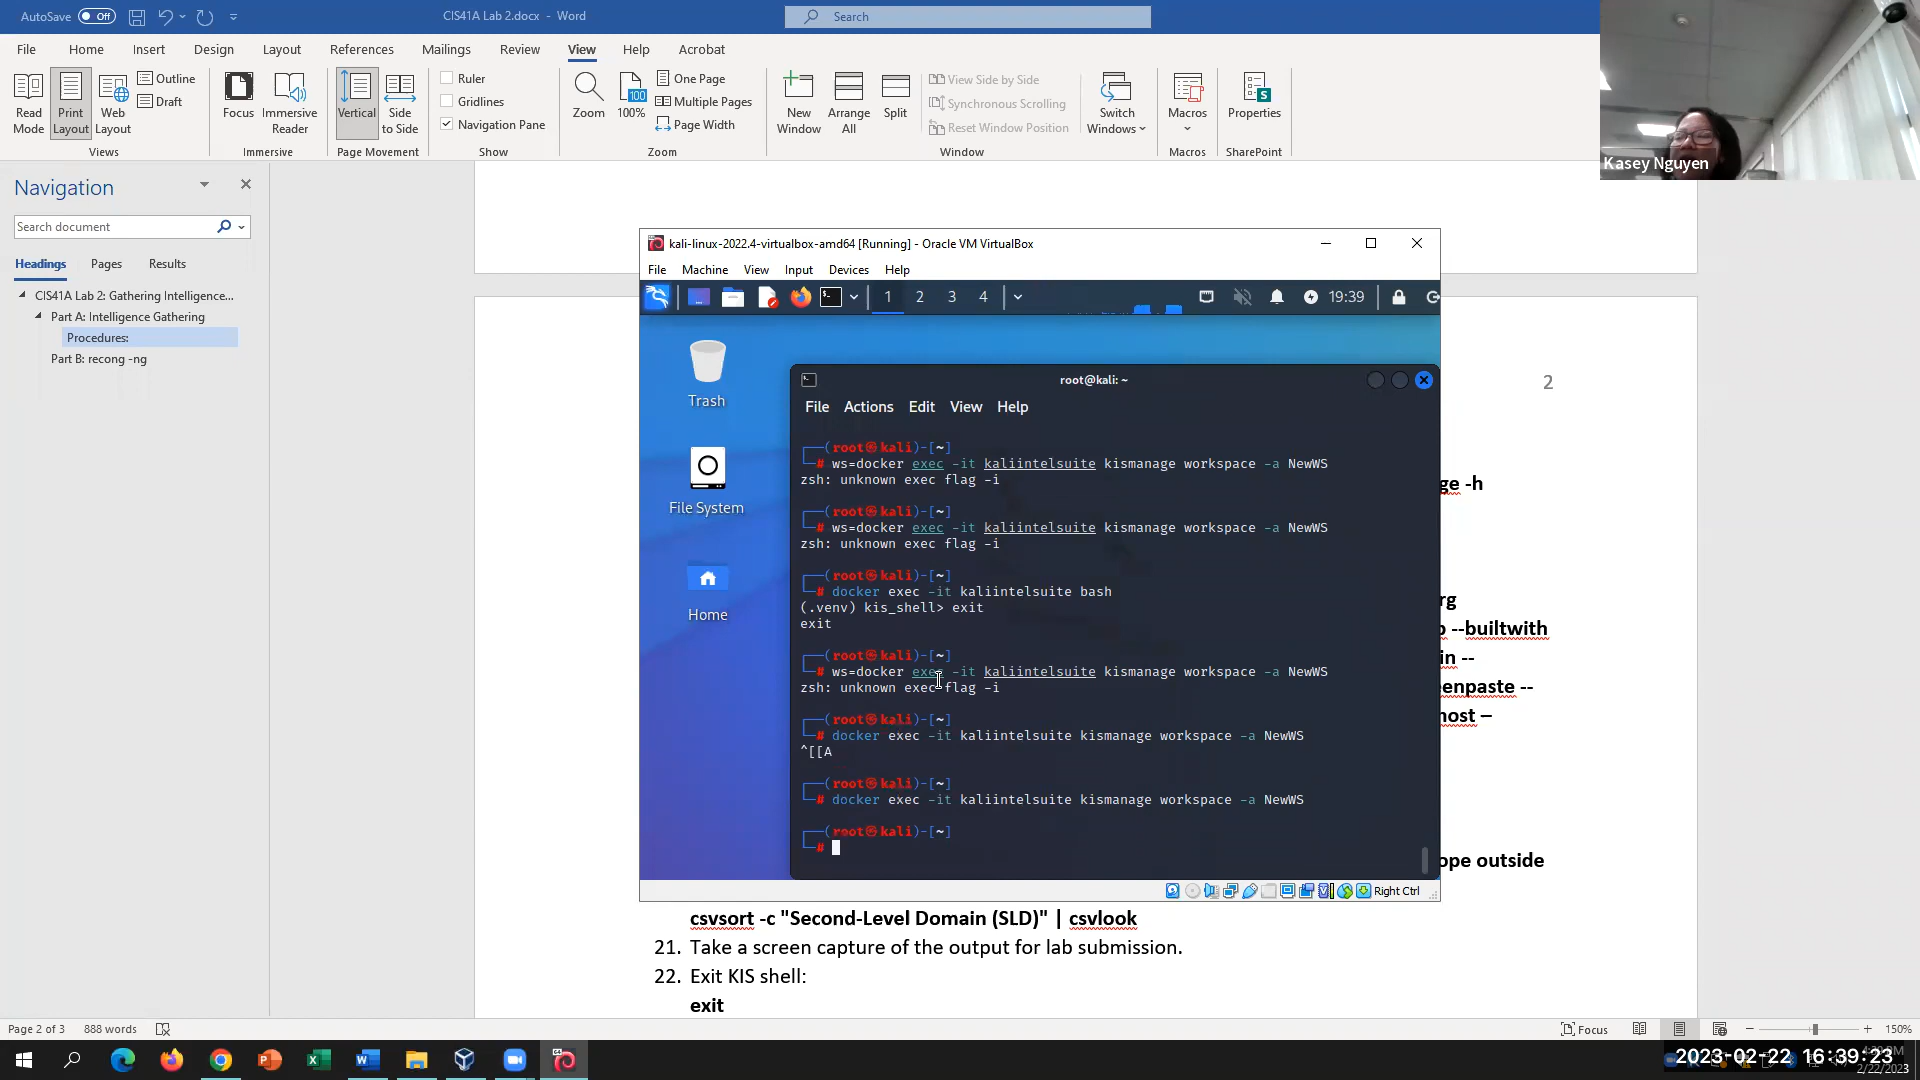 AutoSave Off
CIS41A Lab 2.docx - Word
Search
File Home Insert Design Layout References Mailings Review View Help Acrobat
Read Mode
Print Layout
Web Layout
Outline
Draft
Views
Focus
Immersive Reader
Immersive
Vertical
Side to Side
Page Movement
Ruler
Gridlines
Navigation Pane
Show
Zoom
100
100%
One Page
Multiple Pages
Page Width
Zoom
New Window
Arrange All
Split
View Side by Side
Synchronous Scrolling
Reset Window Position
Switch Windows
Window
Macros
Macros
Properties
SharePoint
Kasey Nguyen
Navigation
Search document
Headings Pages Results
CIS41A Lab 2: Gathering Intelligence...
Part A: Intelligence Gathering
Procedures:
Part B: recong -ng
kali-linux-2022.4-virtualbox-amd64 [Running] - Oracle VM VirtualBox
File Machine View Input Devices Help
1 2 3 4
19:39
Trash
File System
Home
root@kali: ~
File Actions Edit View Help
(root㉿kali)-[~]
# ws=docker exec -it kaliintelsuite kismanage workspace -a NewWS
zsh: unknown exec flag -i
(root㉿kali)-[~]
# ws=docker exec -it kaliintelsuite kismanage workspace -a NewWS
zsh: unknown exec flag -i
(root㉿kali)-[~]
# docker exec -it kaliintelsuite bash
(.venv) kis_shell> exit
exit
(root㉿kali)-[~]
# ws=docker exec -it kaliintelsuite kismanage workspace -a NewWS
zsh: unknown exec flag -i
(root㉿kali)-[~]
# docker exec -it kaliintelsuite kismanage workspace -a NewWS
^[[A
(root㉿kali)-[~]
# docker exec -it kaliintelsuite kismanage workspace -a NewWS
(root㉿kali)-[~]
#
Right Ctrl
2
ge -h
rg
--builtwith
in --
enpaste --
ost –
ope outside
csvsort -c "Second-Level Domain (SLD)" | csvlook
21. Take a screen capture of the output for lab submission.
22. Exit KIS shell:
exit
Page 2 of 3 888 words
Focus
150%
2023-02-22 16:39:23
2/22/2023